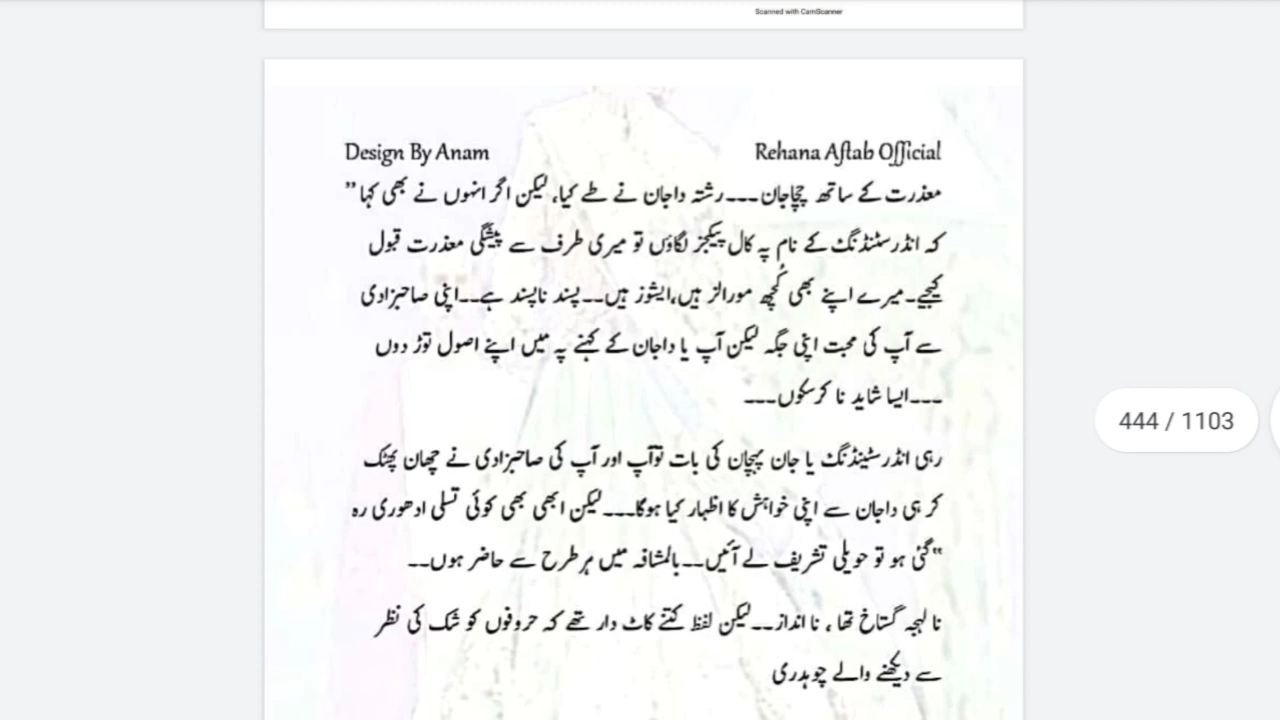 Scanned with CamScanner
Design By Anam
Rehana Aftab Official
معذرت کے ساتھ چچاجان۔۔۔رشتہ داجان نے طے کیا، لیکن اگر انہوں نے بھی کہا”
کہ انڈرسٹنڈنگ کے نام پہ کال پیکجز لگاؤں تو میری طرف سے پیشگی معذرت قبول
کیجیے۔میرے اپنے بھی کُچھ مورالز ہیں،ایشوز ہیں۔۔پسند ناپسند ہے۔۔اپنی صاحبزادی
سے آپ کی محبت اپنی جگہ لیکن آپ یا داجان کے کہنے پہ میں اپنے اصول توڑ دوں
۔۔۔ایسا شاید نا کرسکوں۔۔۔
رہی انڈرسٹینڈنگ یا جان پہچان کی بات توآپ اور آپ کی صاحبزادی نے چھان پھٹک
کر ہی داجان سے اپنی خواہش کا اظہار کیا ہوگا۔۔۔لیکن ابھی بھی کوئی تسلی ادھوری رہ
“گئی ہو تو حویلی تشریف لے آئیں۔۔بالمشافہ میں ہر طرح سے حاضر ہوں۔۔
نا لہجہ گستاخ تھا ، نا انداز۔۔لیکن لفظ کتنے کاٹ دار تھے کہ حروفوں کو شک کی نظر
سے دیکھنے والے چوہدری
444 / 1103